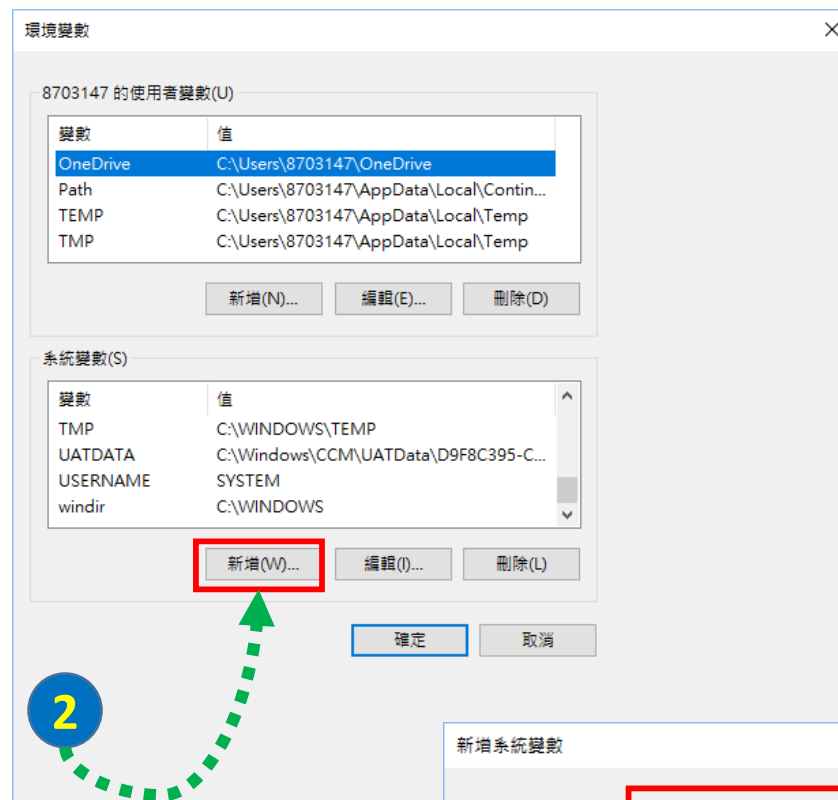 環境變數
8703147 的使用者變數(U)
變數 值
OneDrive C:\Users\8703147\OneDrive
Path C:\Users\8703147\AppData\Local\Contin...
TEMP C:\Users\8703147\AppData\Local\Temp
TMP C:\Users\8703147\AppData\Local\Temp
新增(N)... 編輯(E)... 刪除(D)
系統變數(S)
變數 值
TMP C:\WINDOWS\TEMP
UATDATA C:\Windows\CCM\UATData\D9F8C395-C...
USERNAME SYSTEM
windir C:\WINDOWS
新增(W)... 編輯(I)... 刪除(L)
確定 取消
2
新增系統變數